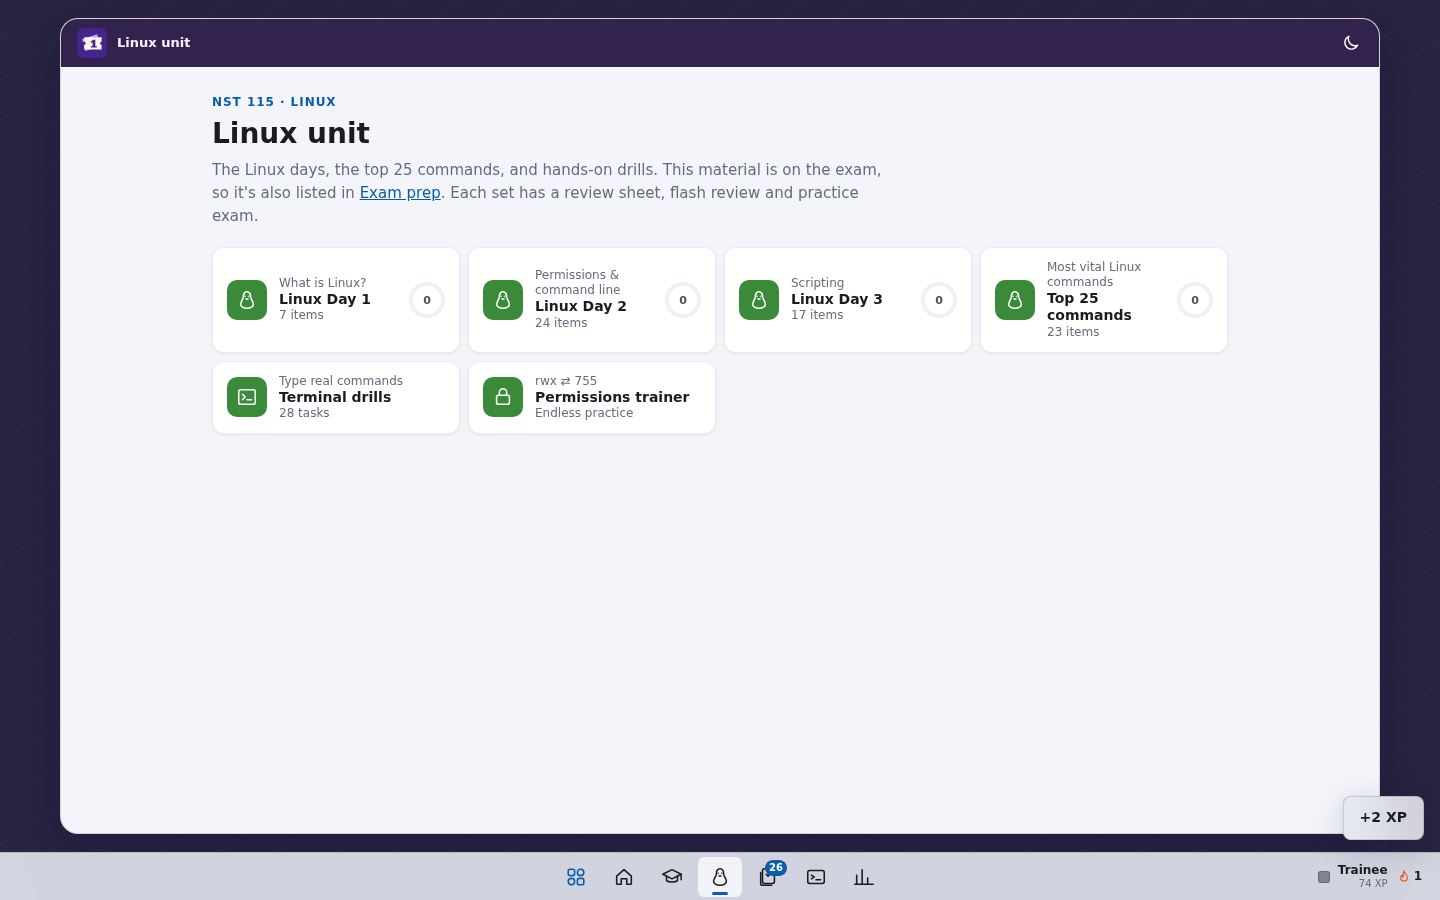 1
Linux unit
NST 115 · LINUX
Linux unit
The Linux days, the top 25 commands, and hands-on drills. This material is on the exam,
so it's also listed in Exam prep. Each set has a review sheet, flash review and practice
exam.
What is Linux?
Linux Day 1
7 items
0
Permissions &
command line
Linux Day 2
24 items
0
Scripting
Linux Day 3
17 items
0
Most vital Linux
commands
Top 25
commands
23 items
0
Type real commands
Terminal drills
28 tasks
rwx ⇄ 755
Permissions trainer
Endless practice
+2 XP
26
Trainee
74 XP
1